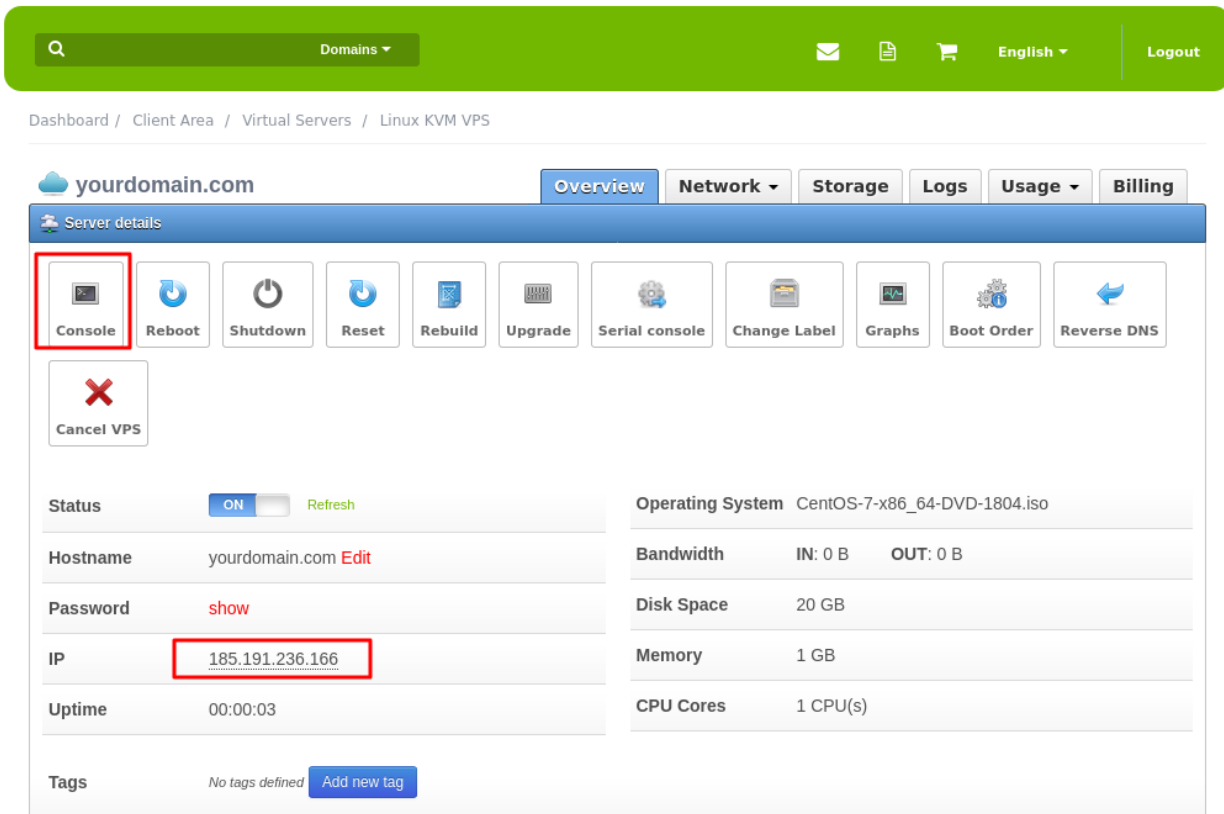 Domains
English
Logout
Dashboard / Client Area / Virtual Servers / Linux KVM VPS
yourdomain.com
Overview
Network
Storage
Logs
Usage
Billing
Server details
Console
Reboot
Shutdown
Reset
Rebuild
Upgrade
Serial console
Change Label
Graphs
Boot Order
Reverse DNS
Cancel VPS
Status ON Refresh
Hostname yourdomain.com Edit
Password show
IP 185.191.236.166
Uptime 00:00:03
Tags No tags defined Add new tag
Operating System CentOS-7-x86_64-DVD-1804.iso
Bandwidth IN: 0 B OUT: 0 B
Disk Space 20 GB
Memory 1 GB
CPU Cores 1 CPU(s)